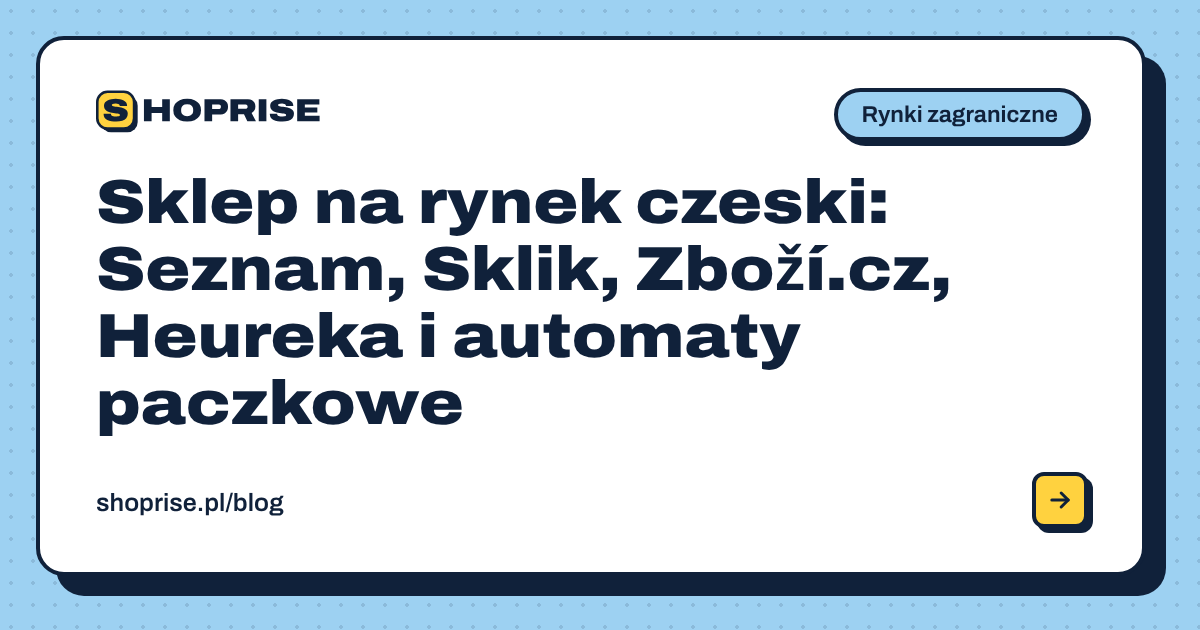 SHOPRISE
Rynki zagraniczne
Sklep na rynek czeski:
Seznam, Sklik, Zboží.cz,
Heureka i automaty
paczkowe
shoprise.pl/blog